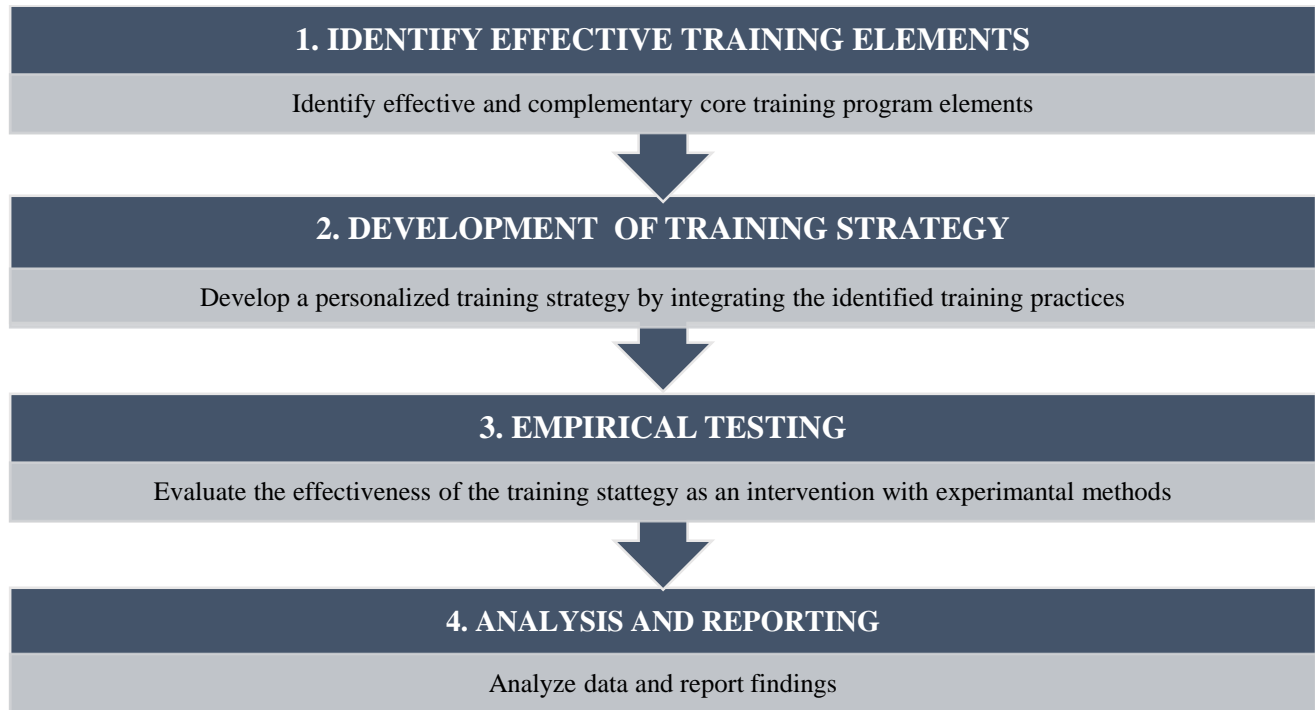 1. IDENTIFY EFFECTIVE TRAINING ELEMENTS
Identify effective and complementary core training program elements
2. DEVELOPMENT OF TRAINING STRATEGY
Develop a personalized training strategy by integrating the identified training practices
3. EMPIRICAL TESTING
Evaluate the effectiveness of the training stattegy as an intervention with experimantal methods
4. ANALYSIS AND REPORTING
Analyze data and report findings